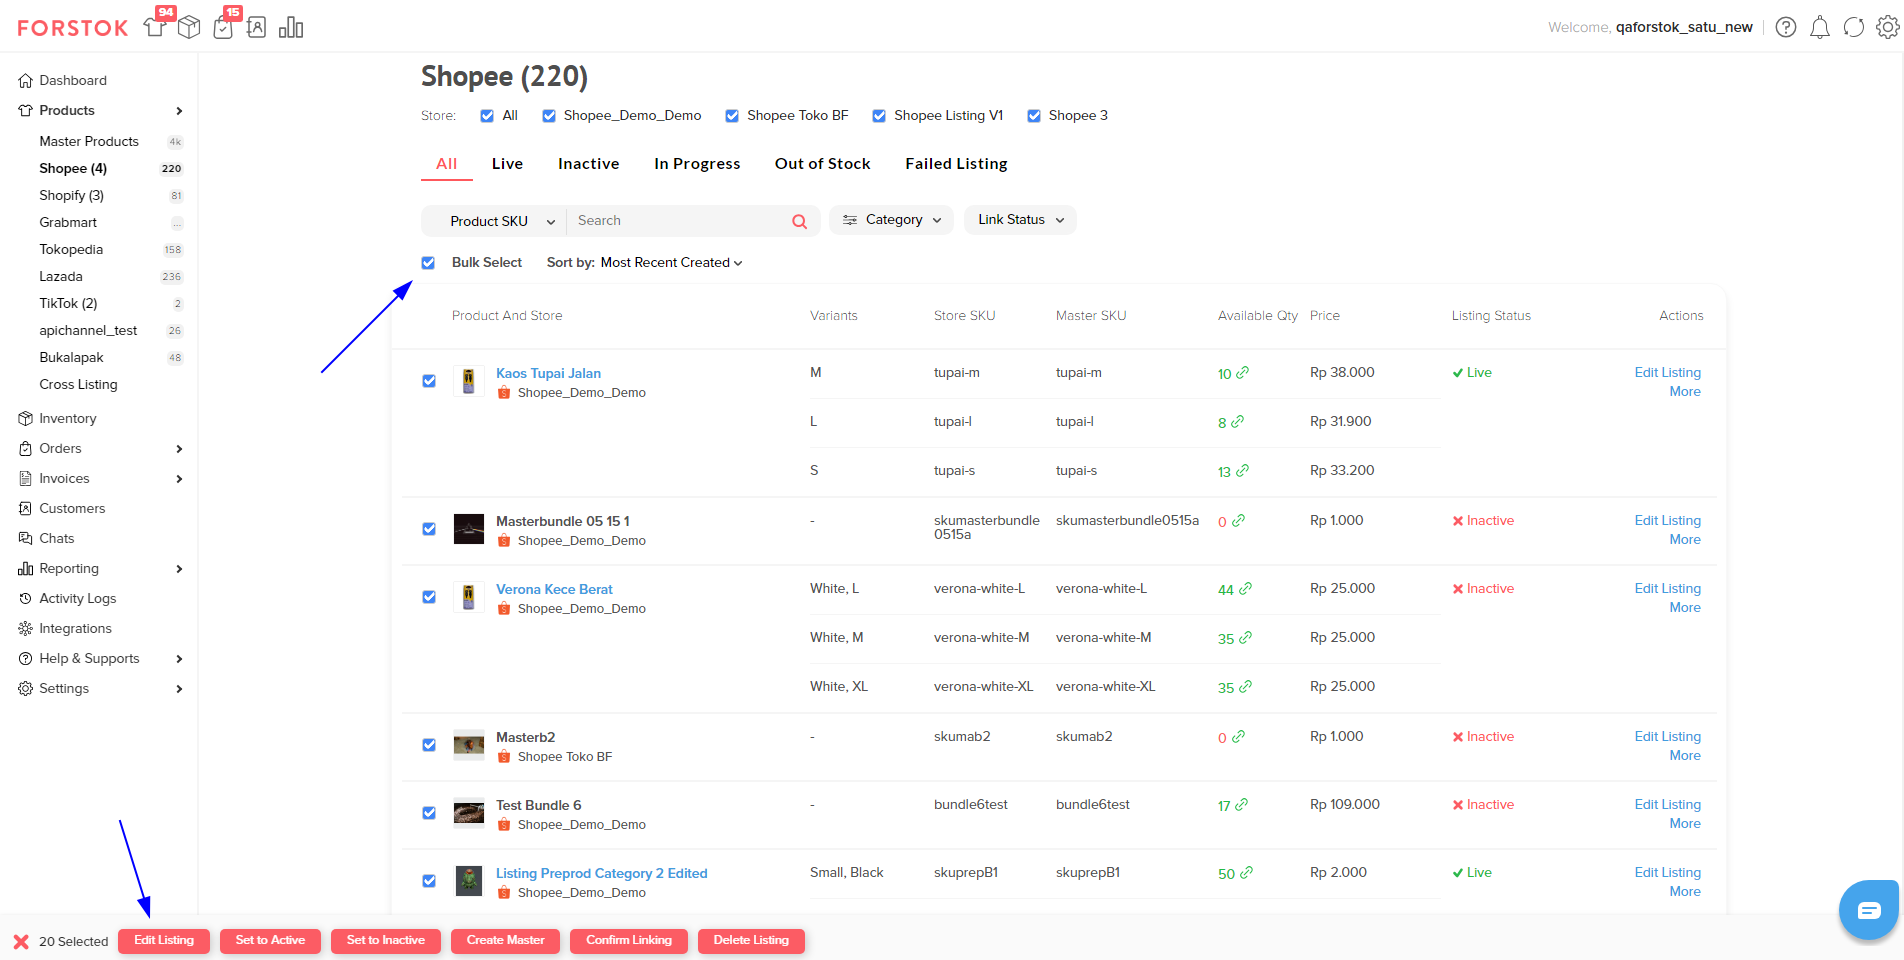 FORSTOK
94
15
Welcome, qaforstok_satu_new
Dashboard
Products
Master Products 4k
Shopee (4) 220
Shopify (3) 81
Grabmart ...
Tokopedia 158
Lazada 236
TikTok (2) 2
apichannel_test 26
Bukalapak 48
Cross Listing
Inventory
Orders
Invoices
Customers
Chats
Reporting
Activity Logs
Integrations
Help & Supports
Settings
Shopee (220)
Store: All Shopee_Demo_Demo Shopee Toko BF Shopee Listing V1 Shopee 3
All Live Inactive In Progress Out of Stock Failed Listing
Product SKU Search Category Link Status
Bulk Select Sort by: Most Recent Created
Product And Store Variants Store SKU Master SKU Available Qty Price Listing Status Actions
Kaos Tupai Jalan M tupai-m tupai-m 10 Rp 38.000 Live Edit Listing
Shopee_Demo_Demo More
L tupai-l tupai-l 8 Rp 31.900
S tupai-s tupai-s 13 Rp 33.200
Masterbundle 05 15 1 - skumasterbundle skumasterbundle0515a 0 Rp 1.000 Inactive Edit Listing
Shopee_Demo_Demo 0515a More
Verona Kece Berat White, L verona-white-L verona-white-L 44 Rp 25.000 Inactive Edit Listing
Shopee_Demo_Demo More
White, M verona-white-M verona-white-M 35 Rp 25.000
White, XL verona-white-XL verona-white-XL 35 Rp 25.000
Masterb2 - skumab2 skumab2 0 Rp 1.000 Inactive Edit Listing
Shopee Toko BF More
Test Bundle 6 - bundle6test bundle6test 17 Rp 109.000 Inactive Edit Listing
Shopee_Demo_Demo More
Listing Preprod Category 2 Edited Small, Black skuprepB1 skuprepB1 50 Rp 2.000 Live Edit Listing
Shopee_Demo_Demo More
20 Selected Edit Listing Set to Active Set to Inactive Create Master Confirm Linking Delete Listing